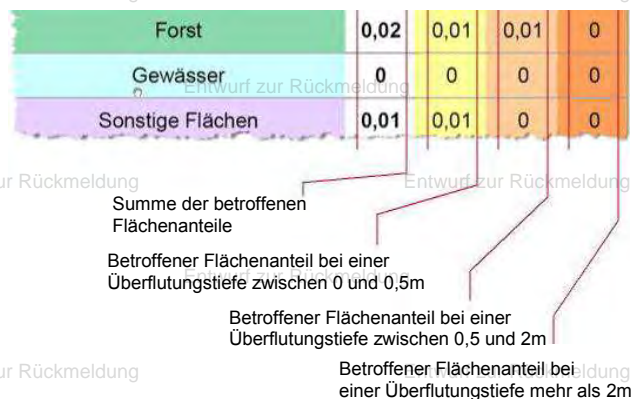 Forst 0,02 0,01 0,01 0
Gewässer 0 0 0 0
Entwurf zur Rückmeldung
Sonstige Flächen 0,01 0,01 0 0
ur Rückmeldung
Entwurf zur Rückmeldung
Summe der betroffenen
Flächenanteile
Betroffener Flächenanteil bei einer
Überflutungstiefe zwischen 0 und 0,5m
Entwurf zur Rückmeldung
Betroffener Flächenanteil bei einer
Überflutungstiefe zwischen 0,5 und 2m
ur Rückmeldung
Betroffener Flächenanteil bei
einer Überflutungstiefe mehr als 2m